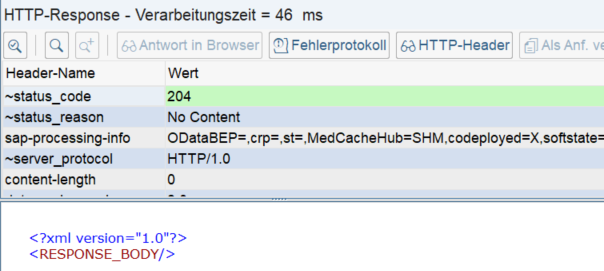 HTTP-Response - Verarbeitungszeit = 46 ms
Antwort in Browser Fehlerprotokoll HTTP-Header Als Anf. ve
Header-Name Wert
~status_code 204
~status_reason No Content
sap-processing-info ODataBEP=,crp=,st=,MedCacheHub=SHM,codeployed=X,softstate=
~server_protocol HTTP/1.0
content-length 0
<?xml version="1.0"?>
<RESPONSE_BODY/>